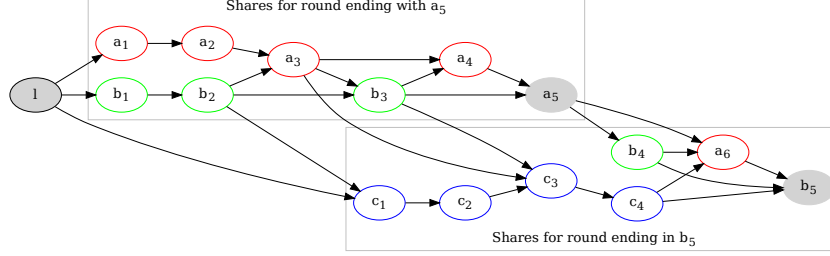 Shares for round ending with a₅
a₁
a₂
a₃
a₄
l
b₁
b₂
b₃
a₅
b₄
a₆
c₃
b₅
c₁
c₂
c₄
Shares for round ending in b₅